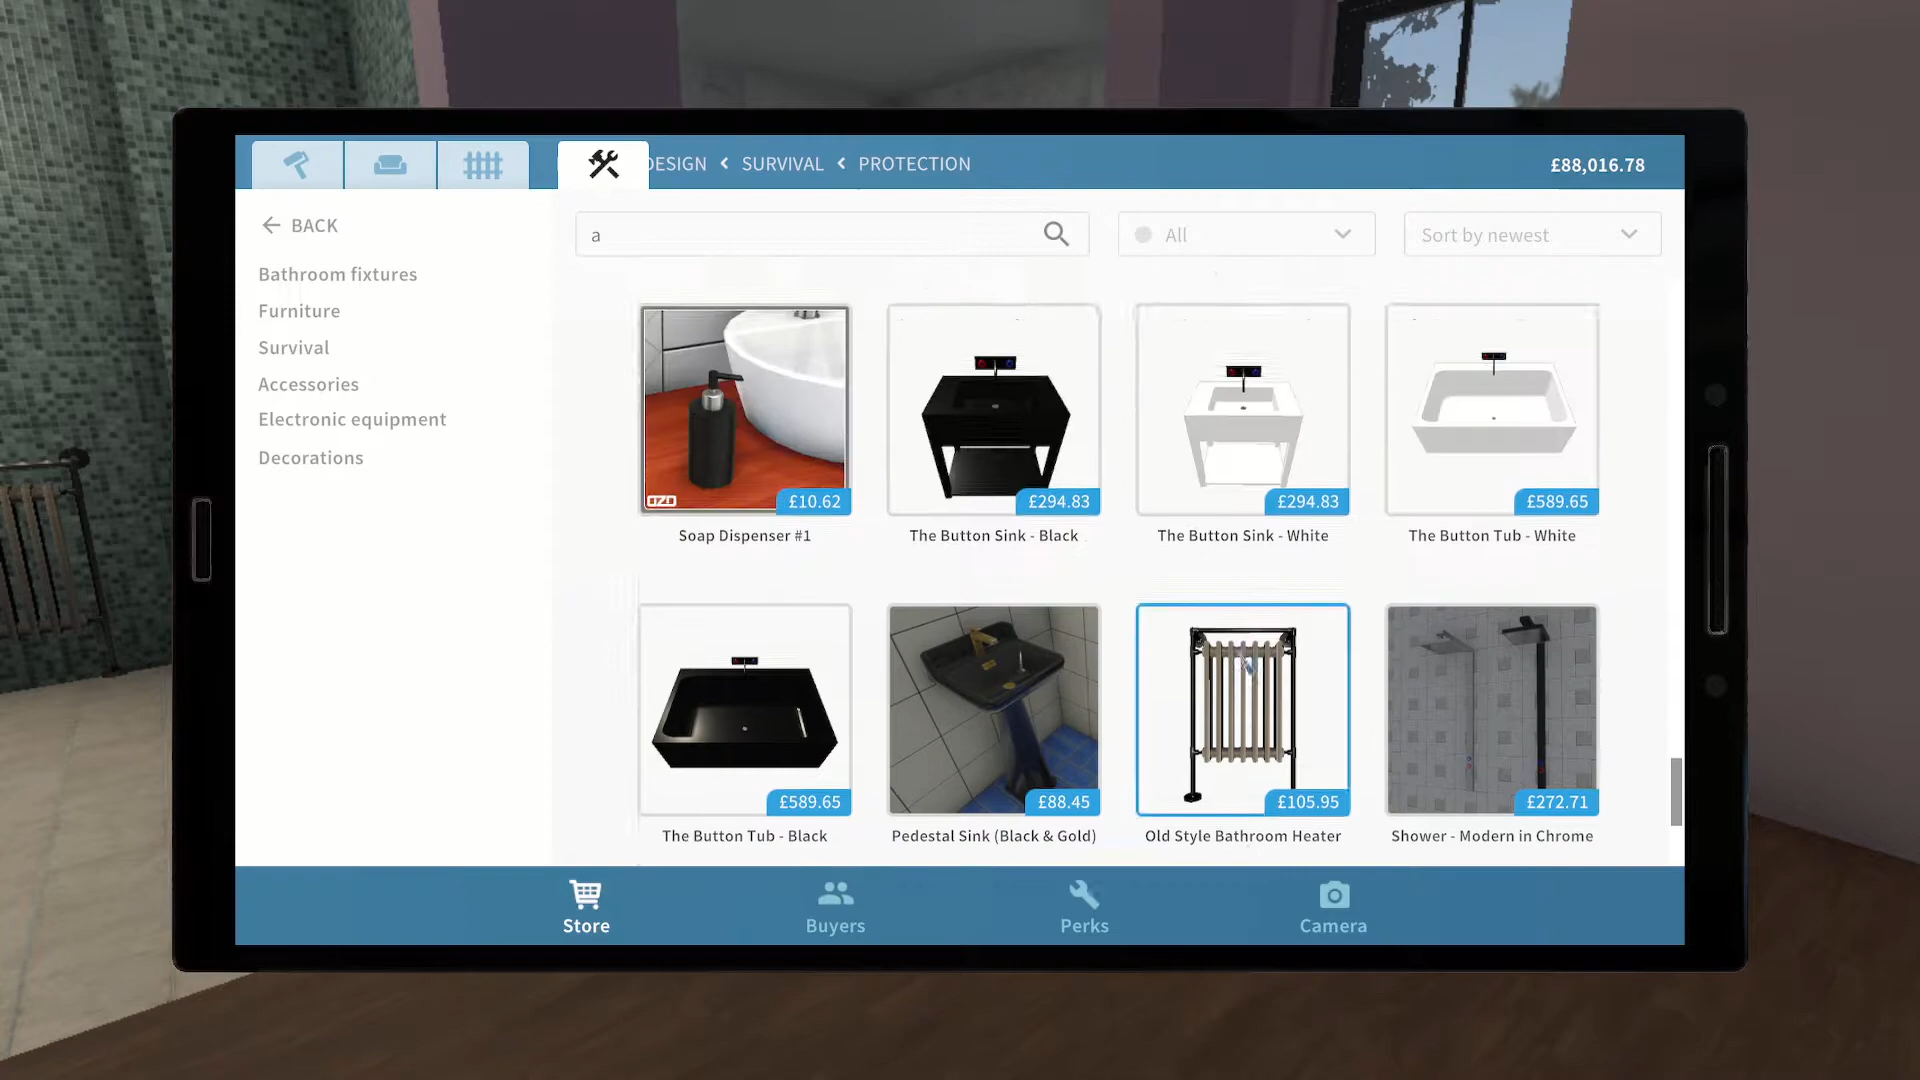 DESIGN < SURVIVAL < PROTECTION
£88,016.78
BACK
Bathroom fixtures
Furniture
Survival
Accessories
Electronic equipment
Decorations
a
All
Sort by newest
OZO
£10.62
£294.83
£294.83
£589.65
Soap Dispenser #1
The Button Sink - Black
The Button Sink - White
The Button Tub - White
£589.65
£88.45
£105.95
£272.71
The Button Tub - Black
Pedestal Sink (Black & Gold)
Old Style Bathroom Heater
Shower - Modern in Chrome
Store
Buyers
Perks
Camera